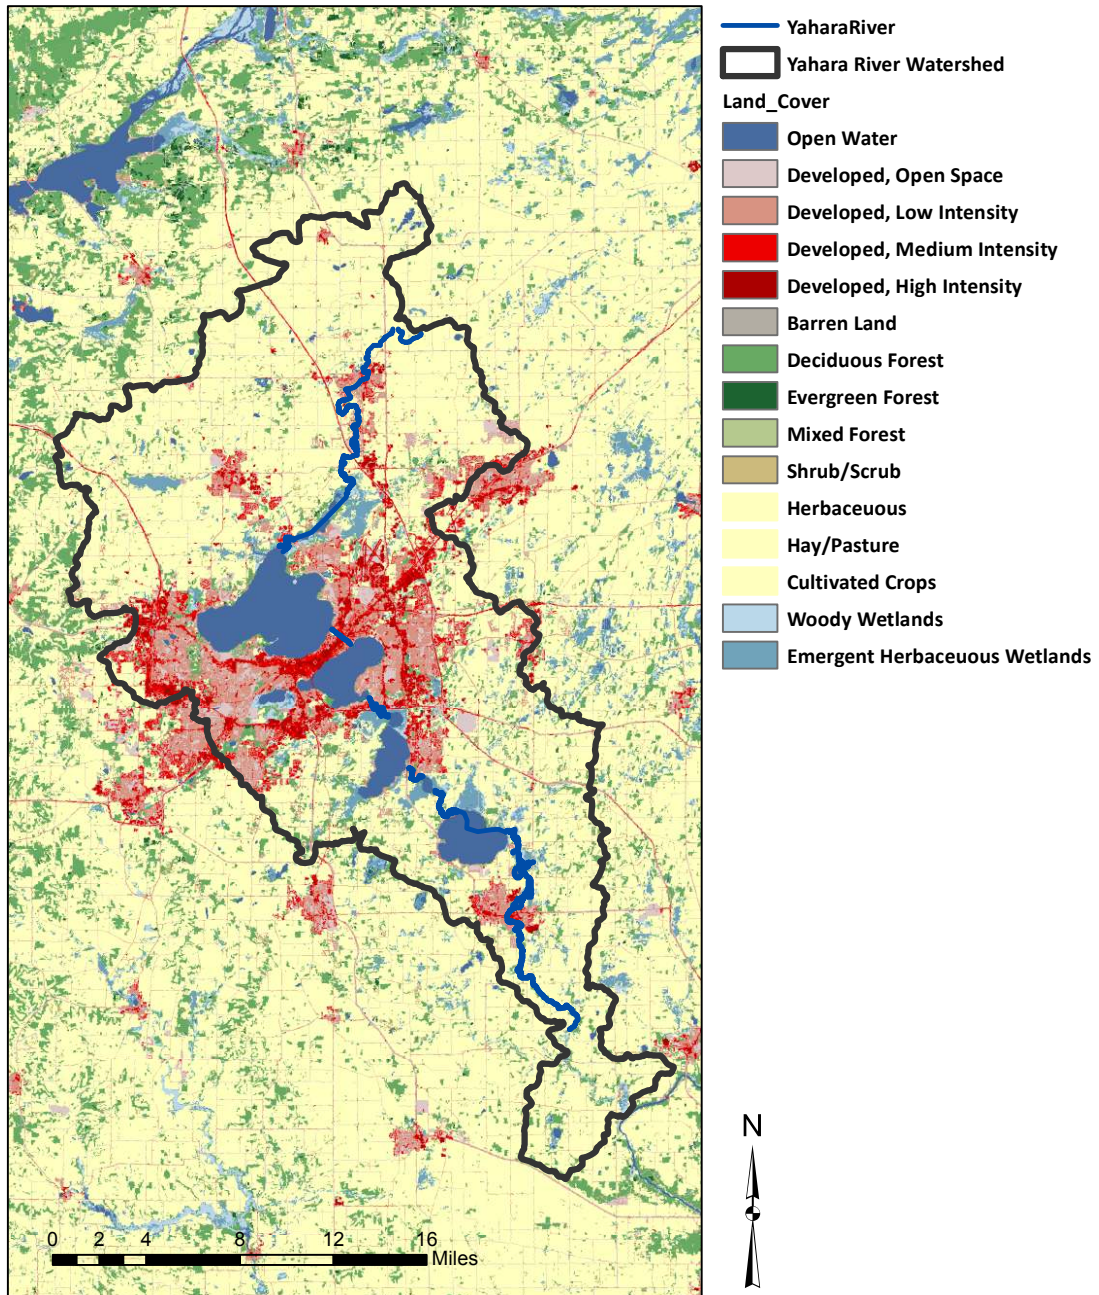 YaharaRiver
Yahara River Watershed
Land_Cover
Open Water
Developed, Open Space
Developed, Low Intensity
Developed, Medium Intensity
Developed, High Intensity
Barren Land
Deciduous Forest
Evergreen Forest
Mixed Forest
Shrub/Scrub
Herbaceuous
Hay/Pasture
Cultivated Crops
Woody Wetlands
Emergent Herbaceuous Wetlands
N
0 2 4 8 12 16
Miles